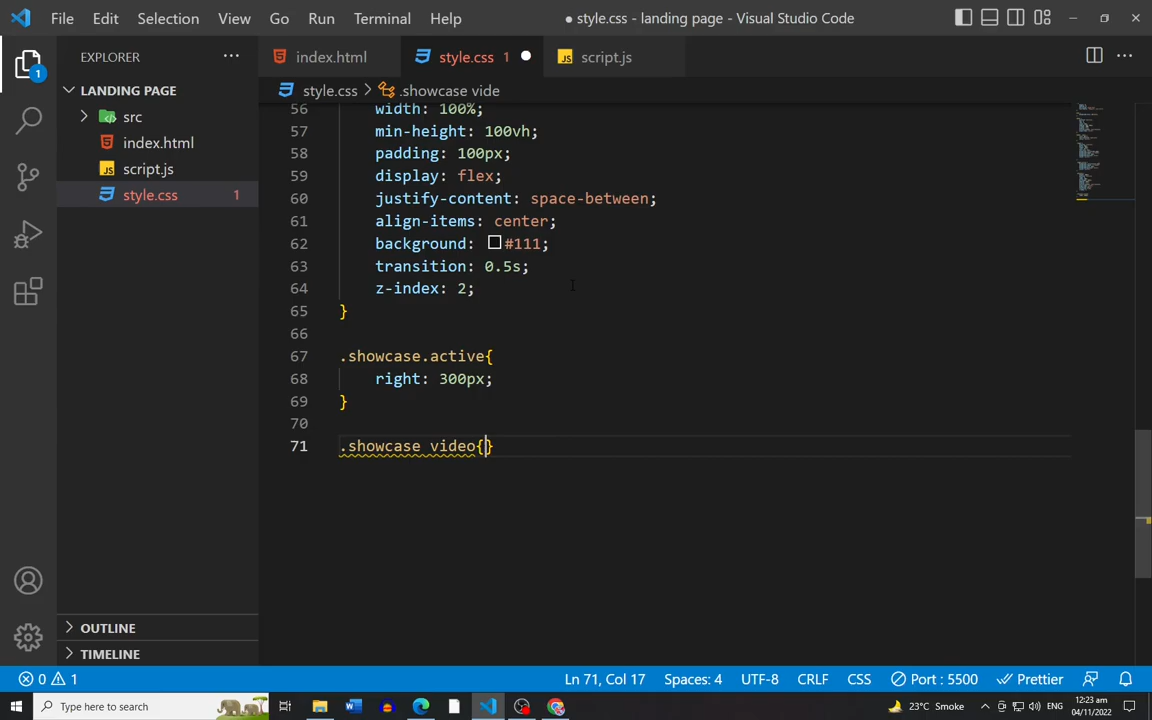 File Edit Selection View Go Run Terminal Help
● style.css - landing page - Visual Studio Code
EXPLORER
index.html
style.css 1
script.js
1
LANDING PAGE
style.css > .showcase vide
src
index.html
script.js
style.css 1
56 width: 100%;
57 min-height: 100vh;
58 padding: 100px;
59 display: flex;
60 justify-content: space-between;
61 align-items: center;
62 background: #111;
63 transition: 0.5s;
64 z-index: 2;
65 }
66
67 .showcase.active{
68 right: 300px;
69 }
70
71 .showcase video{}
OUTLINE
TIMELINE
0 1
Ln 71, Col 17 Spaces: 4 UTF-8 CRLF CSS Port : 5500 Prettier
Type here to search
23°C Smoke
ENG
12:23 am
04/11/2022